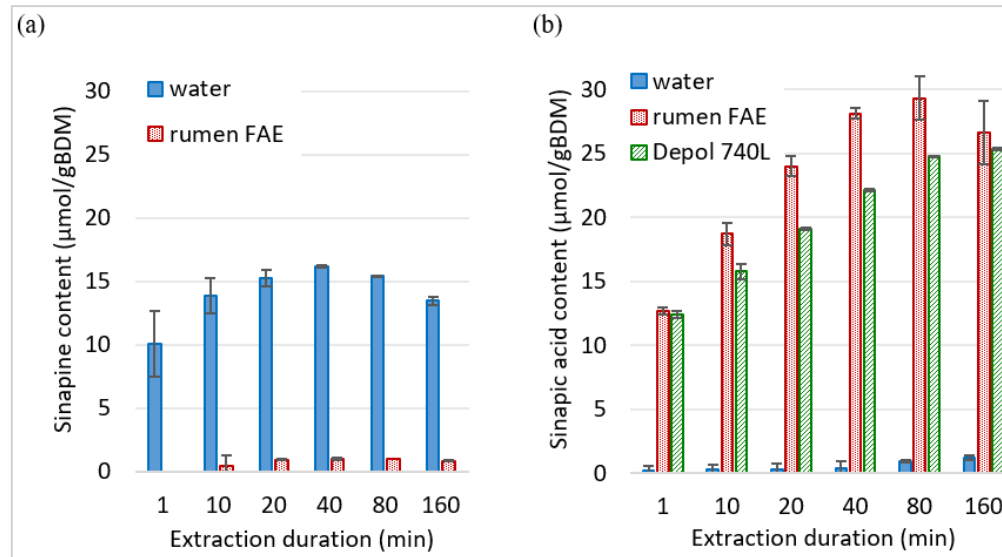 (a)
Sinapine content (µmol/gBDM)
30
25
20
15
10
5
0
water
rumen FAE
1 10 20 40 80 160
Extraction duration (min)
(b)
Sinapic acid content (µmol/gBDM)
30
25
20
15
10
5
0
water
rumen FAE
Depol 740L
1 10 20 40 80 160
Extraction duration (min)